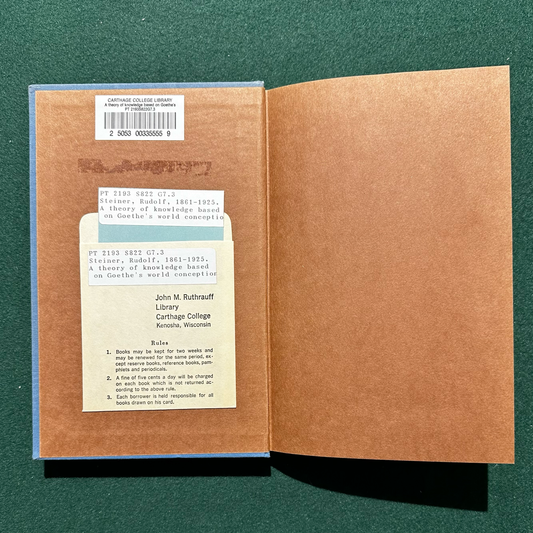 CARTHAGE COLLEGE LIBRARY
A theory of knowledge based on Goethe's
2 5053 00335555 9
PT 2193 S822 G7.3
Steiner, Rudolf, 1861-1925.
A theory of knowledge based
on Goethe's world conceptio
PT 2193 S822 G7.3
Steiner, Rudolf, 1861-1925.
A theory of knowledge based
on Goethe's world conception
John M. Ruthrauff
Library
Carthage College
Kenosha, Wisconsin
Rules
1. Books may be kept for two weeks and
may be renewed for the same period, ex-
cept reserve books, reference books, pam-
phlets and periodicals.
2. A fine of five cents a day will be charged
on each book which is not returned ac-
cording to the above rule.
3. Each borrower is held responsible for all
books drawn on his card.